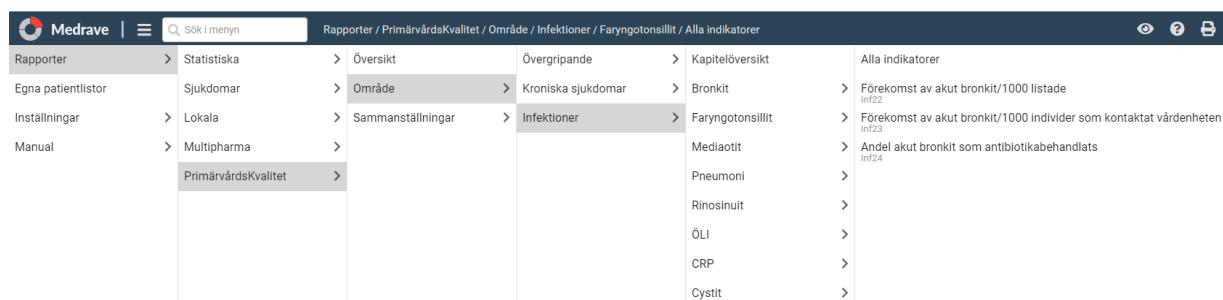 Medrave
Sök i menyn
Rapporter / PrimärvårdsKvalitet / Område / Infektioner / Faryngotonsillit / Alla indikatorer
Rapporter
Egna patientlistor
Inställningar
Manual
Statistiska
Sjukdomar
Lokala
Multipharma
PrimärvårdsKvalitet
Översikt
Område
Sammanställningar
Övergripande
Kroniska sjukdomar
Infektioner
Kapitelöversikt
Bronkit
Faryngotonsillit
Mediaotit
Pneumoni
Rinosinuit
ÖLI
CRP
Cystit
Alla indikatorer
Förekomst av akut bronkit/1000 listade
Inf22
Förekomst av akut bronkit/1000 individer som kontaktat vårdenheten
Inf23
Andel akut bronkit som antibiotikabehandlats
Inf24